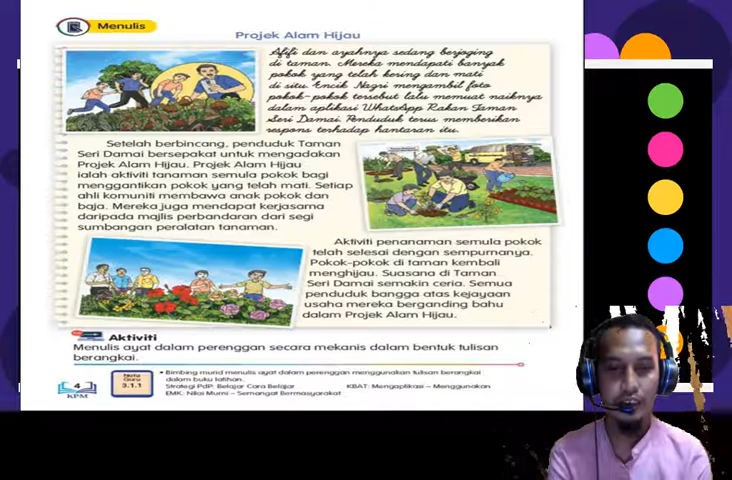 Menulis
Projek Alam Hijau
Afifi dan ayahnya sedang berjoging
di taman. Mereka mendapati banyak
pokok yang telah kering dan mati
di situ. Encik Nazri mengambil foto
pokok-pokok tersebut lalu memuat naiknya
dalam aplikasi WhatsApp Rakan Taman
Seri Damai. Penduduk terus memberikan
respons terhadap hantaran itu.
Setelah berbincang, penduduk Taman
Seri Damai bersepakat untuk mengadakan
Projek Alam Hijau. Projek Alam Hijau
ialah aktiviti tanaman semula pokok bagi
menggantikan pokok yang telah mati. Setiap
ahli komuniti membawa anak pokok dan
baja. Mereka juga mendapat kerjasama
daripada majlis perbandaran dari segi
sumbangan peralatan tanaman.
Aktiviti penanaman semula pokok
telah selesai dengan sempurnanya.
Pokok-pokok di taman kembali
menghijau. Suasana di Taman
Seri Damai semakin ceria. Semua
penduduk bangga atas kejayaan
usaha mereka berganding bahu
dalam Projek Alam Hijau.
Aktiviti
Menulis ayat dalam perenggan secara mekanis dalam bentuk tulisan
berangkai.
4
KPM
Nota
Guru
3.1.1
• Bimbing murid menulis ayat dalam perenggan menggunakan tulisan berangkai
dalam buku latihan.
Strategi PdP: Belajar Cara Belajar KBAT: Mengaplikasi – Menggunakan
EMK: Nilai Murni – Semangat Bermasyarakat